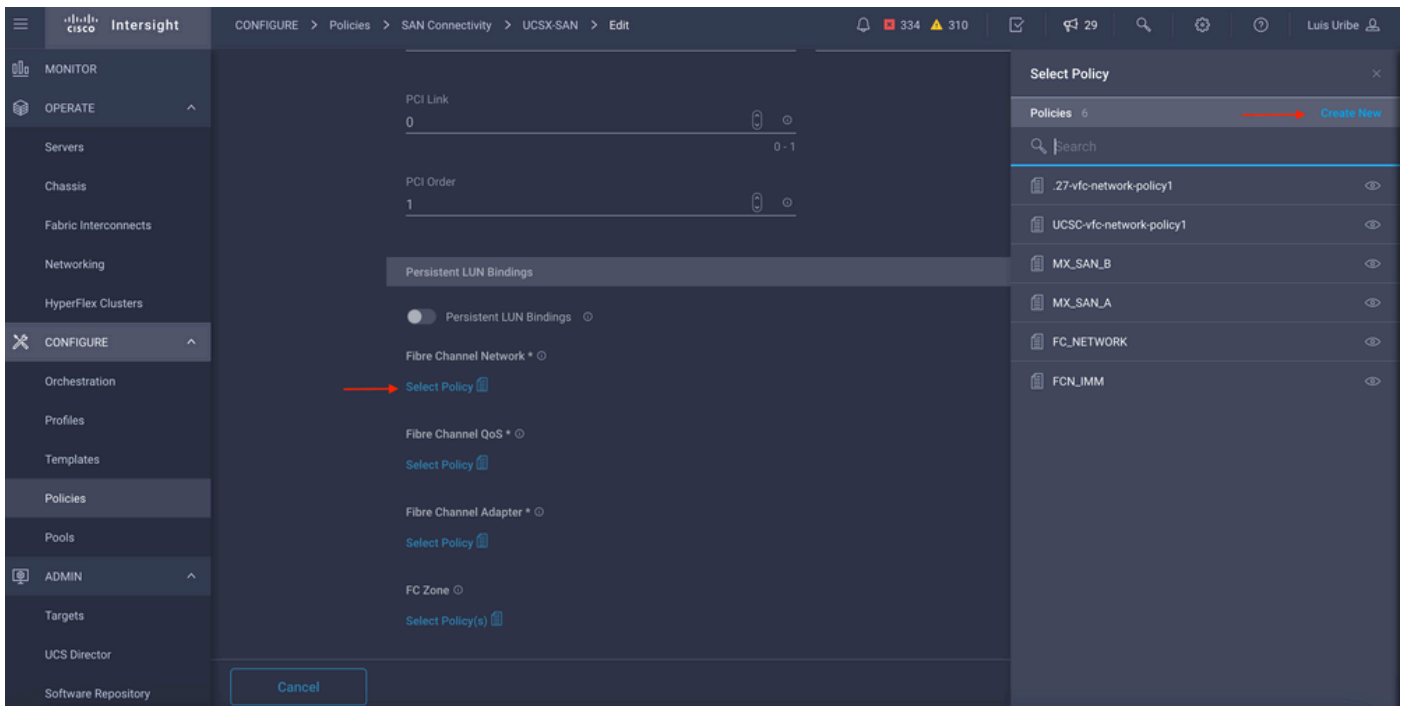 cisco Intersight
CONFIGURE > Policies > SAN Connectivity > UCSX-SAN > Edit
334 310
29
Luis Uribe
MONITOR
OPERATE
Servers
Chassis
Fabric Interconnects
Networking
HyperFlex Clusters
CONFIGURE
Orchestration
Profiles
Templates
Policies
Pools
ADMIN
Targets
UCS Director
Software Repository
PCI Link
0
0 - 1
PCI Order
1
Persistent LUN Bindings
Persistent LUN Bindings
Fibre Channel Network *
Select Policy
Fibre Channel QoS *
Select Policy
Fibre Channel Adapter *
Select Policy
FC Zone
Select Policy(s)
Cancel
Select Policy
Policies 6 Create New
Search
.27-vfc-network-policy1
UCSC-vfc-network-policy1
MX_SAN_B
MX_SAN_A
FC_NETWORK
FCN_IMM